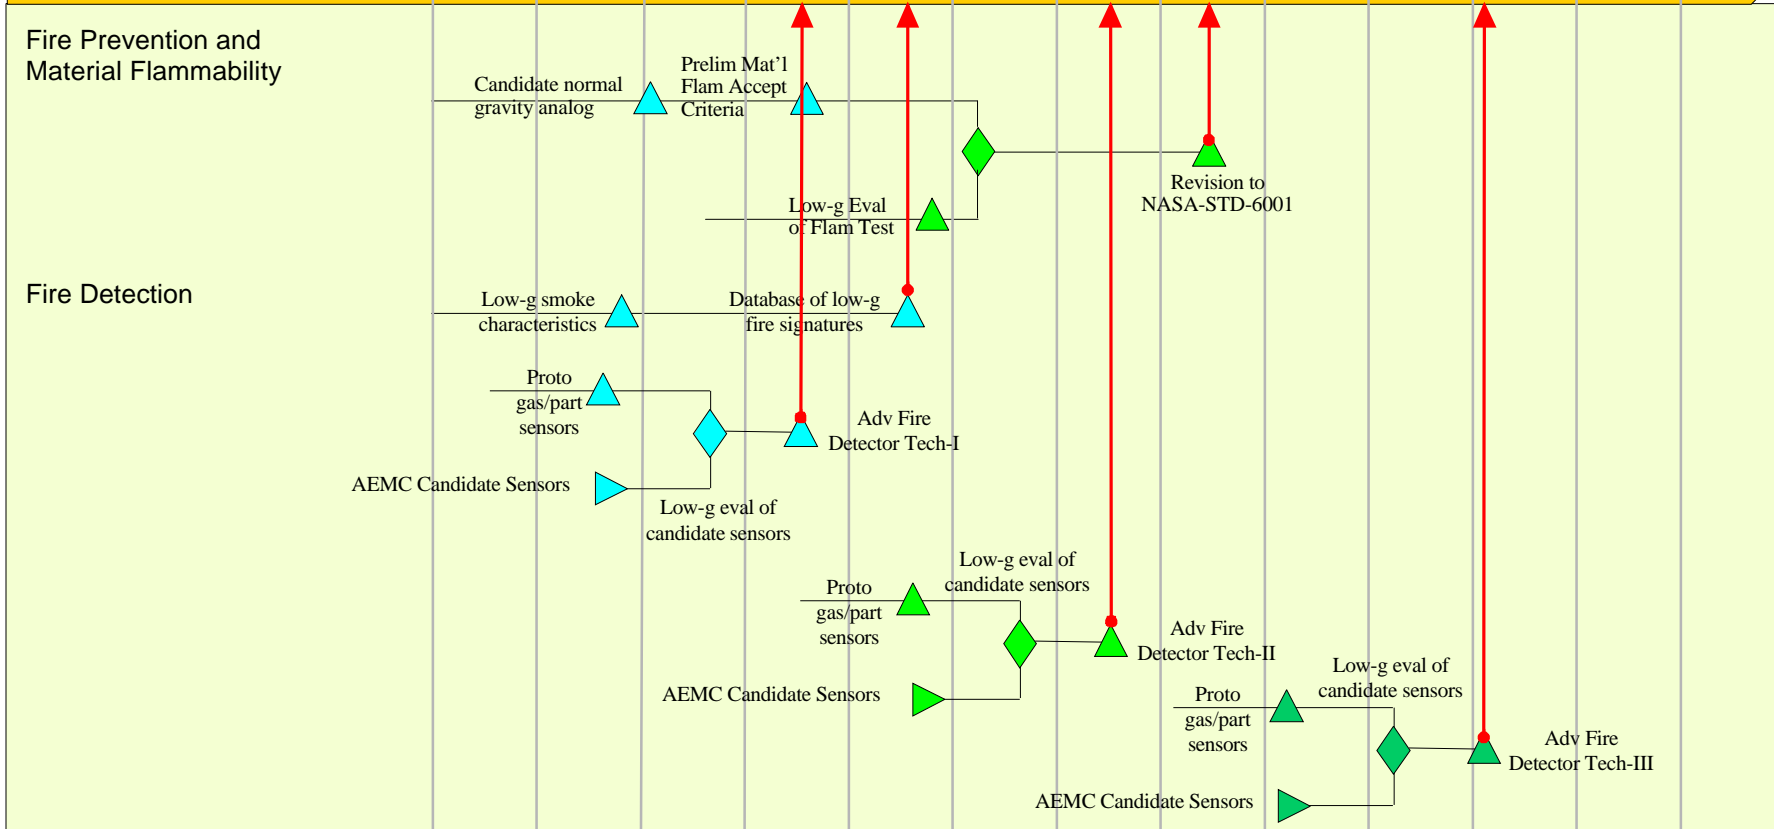 Fire Prevention and
Material Flammability
Candidate normal
gravity analog
Prelim Mat’l
Flam Accept
Criteria
Low-g Eval
of Flam Test
Revision to
NASA-STD-6001
Fire Detection
Low-g smoke
characteristics
Database of low-g
fire signatures
Proto
gas/part
sensors
Adv Fire
Detector Tech-I
AEMC Candidate Sensors
Low-g eval of
candidate sensors
Low-g eval of
candidate sensors
Proto
gas/part
sensors
Adv Fire
Detector Tech-II
AEMC Candidate Sensors
Low-g eval of
candidate sensors
Proto
gas/part
sensors
Adv Fire
Detector Tech-III
AEMC Candidate Sensors